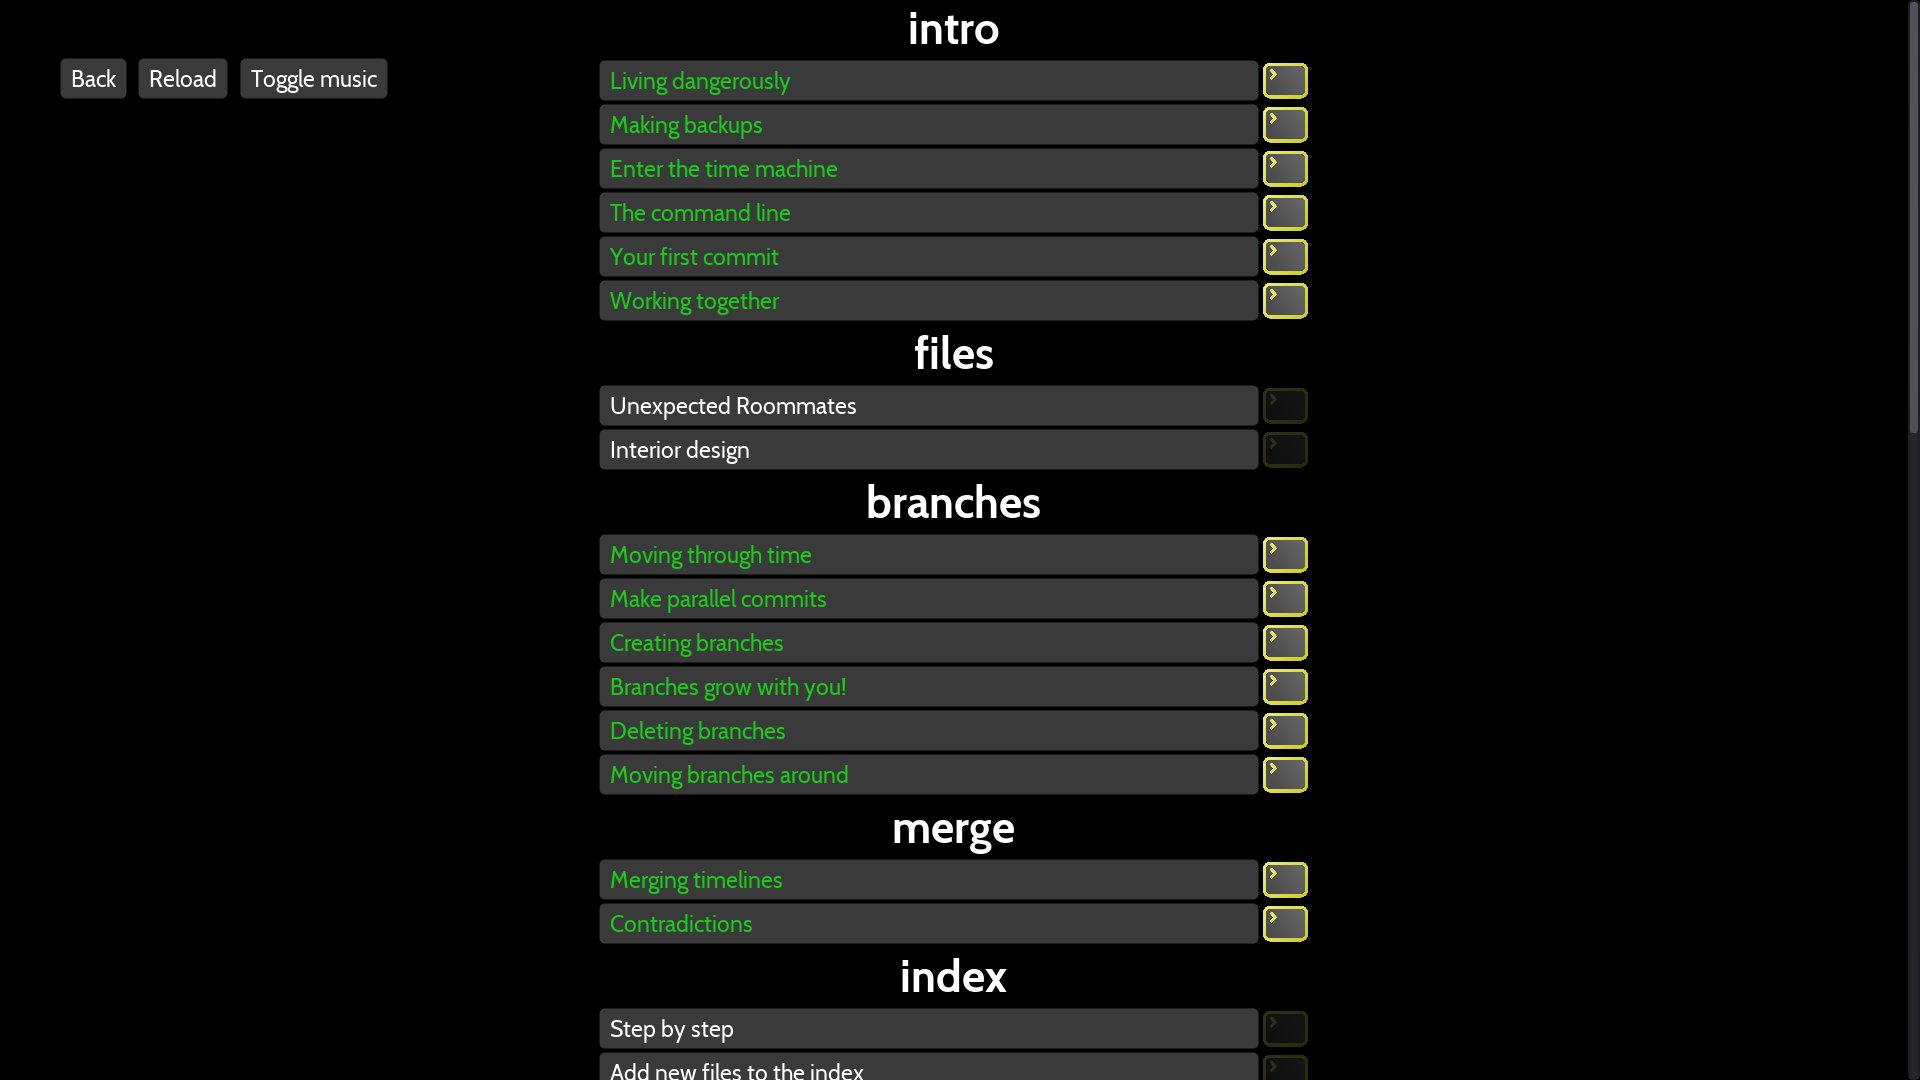 intro
Back Reload Toggle music
Living dangerously
Making backups
Enter the time machine
The command line
Your first commit
Working together
files
Unexpected Roommates
Interior design
branches
Moving through time
Make parallel commits
Creating branches
Branches grow with you!
Deleting branches
Moving branches around
merge
Merging timelines
Contradictions
index
Step by step
Add new files to the index